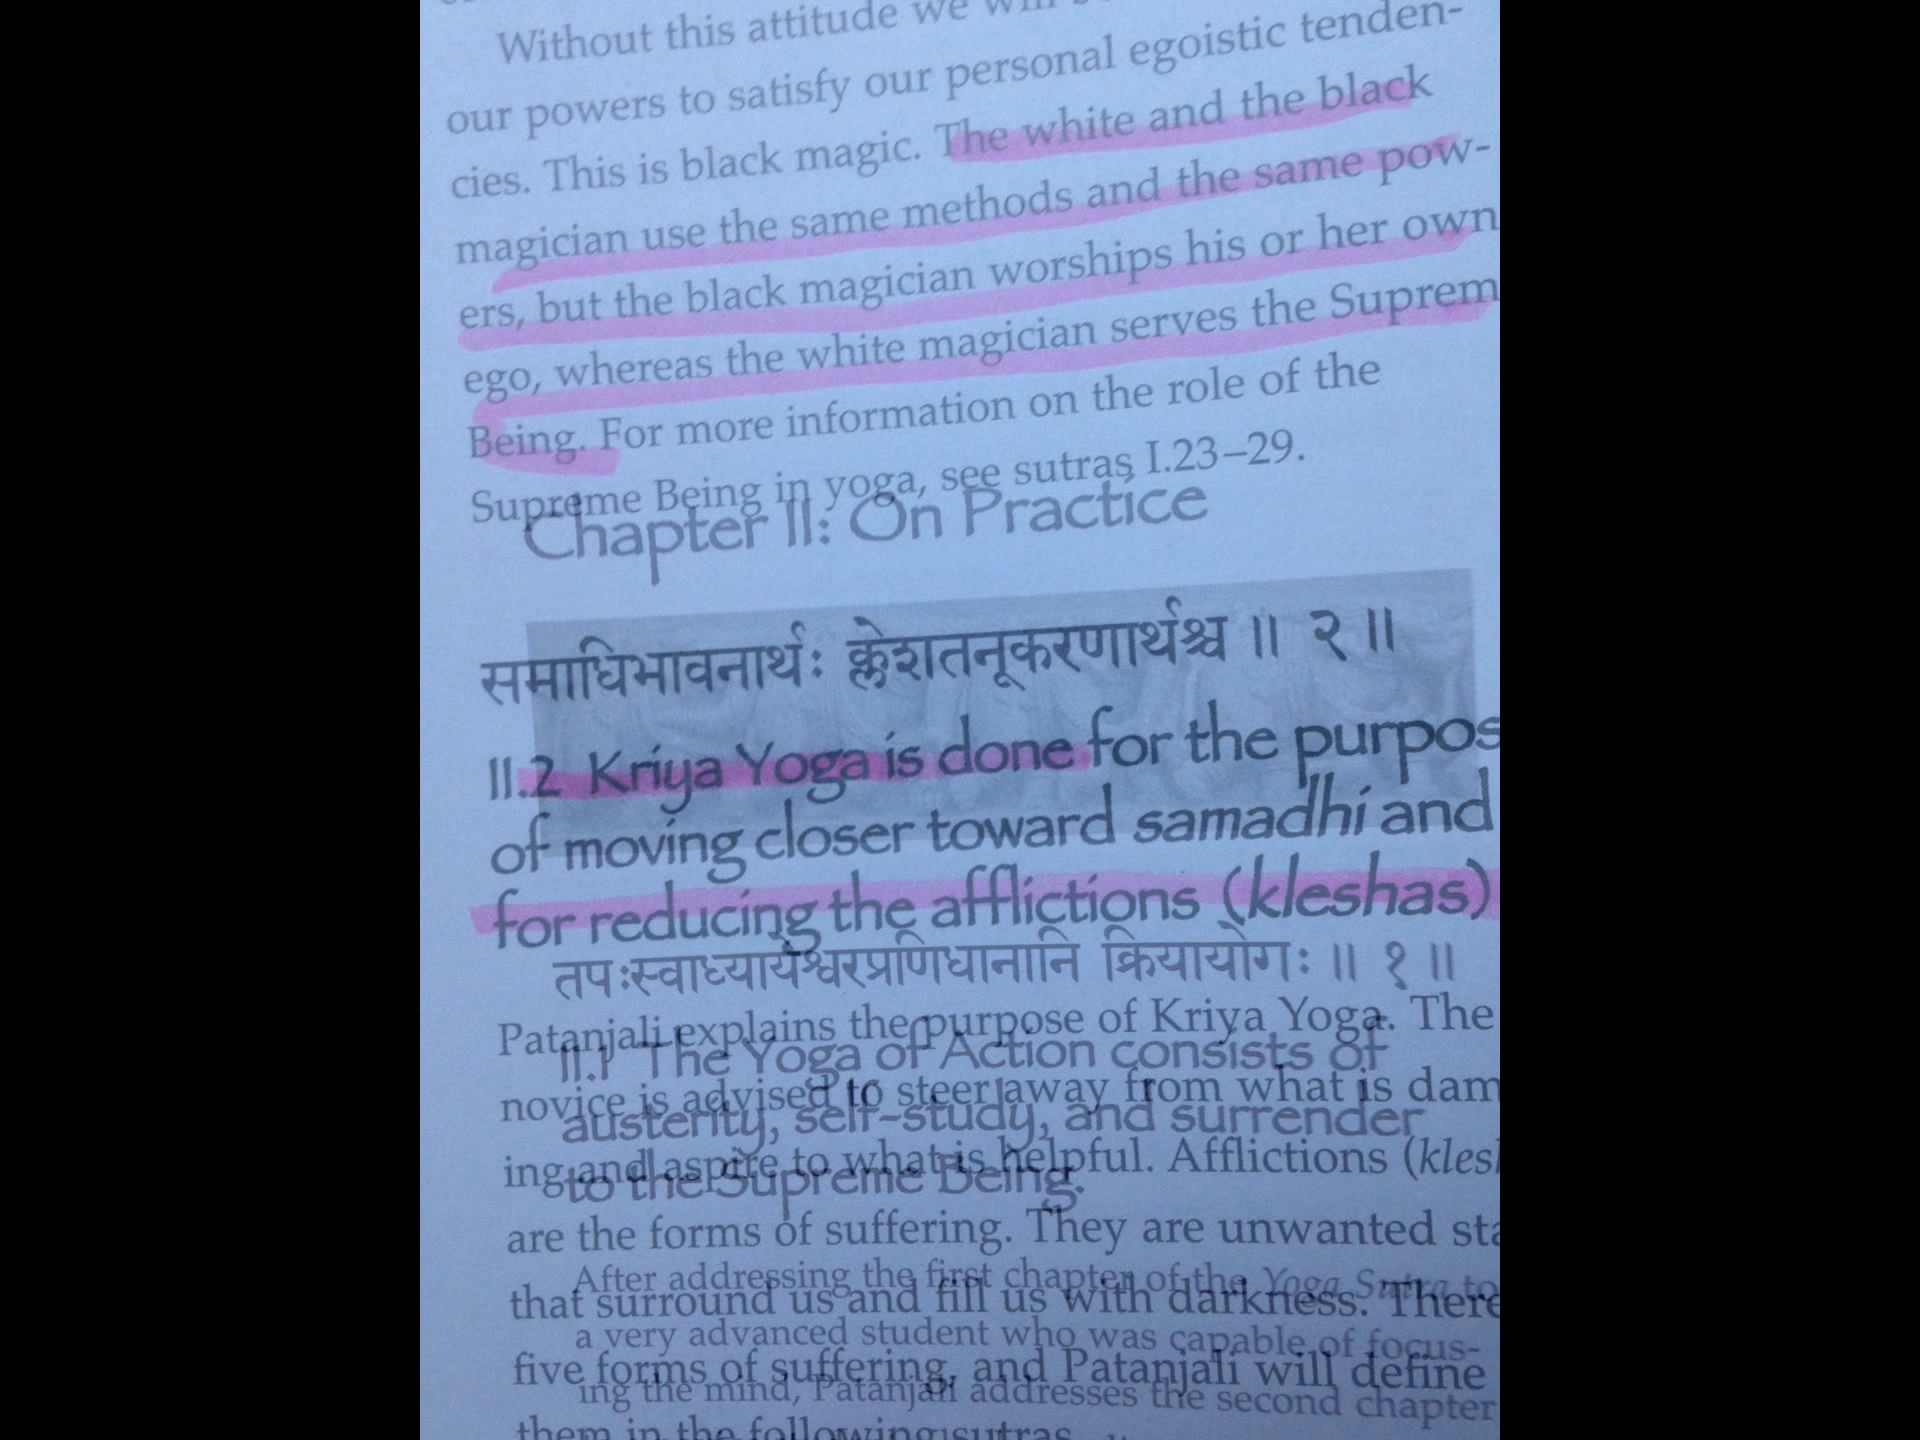 Without this attitude we
our powers to satisfy our personal egoistic tenden-
cies. This is black magic. The white and the black
magician use the same methods and the same pow-
ers, but the black magician worships his or her own
ego, whereas the white magician serves the Suprem
Being. For more information on the role of the
Supreme Being in yoga, see sutras I.23–29.
Chapter II: On Practice
समाधिभावनार्थः क्लेशतनूकरणार्थश्च ॥ २ ॥
II.2 Kriya Yoga is done for the purpos
of moving closer toward samadhi and
for reducing the afflictions (kleshas)
तपःस्वाध्यायेश्वरप्रणिधानानि क्रियायोगः ॥ १ ॥
Patanjali explains the purpose of Kriya Yoga. The
II.1 The Yoga of Action consists of
novice is advised to steer away from what is dam
austerity, self-study, and surrender
ing and aspire to what is helpful. Afflictions (kles
to the Supreme Being.
are the forms of suffering. They are unwanted sta
After addressing the first chapter of the Yoga Sutra to
that surround us and fill us with darkness. There
a very advanced student who was capable of focus-
five forms of suffering, and Patanjali will define
ing the mind, Patanjali addresses the second chapter
them in the following sutras